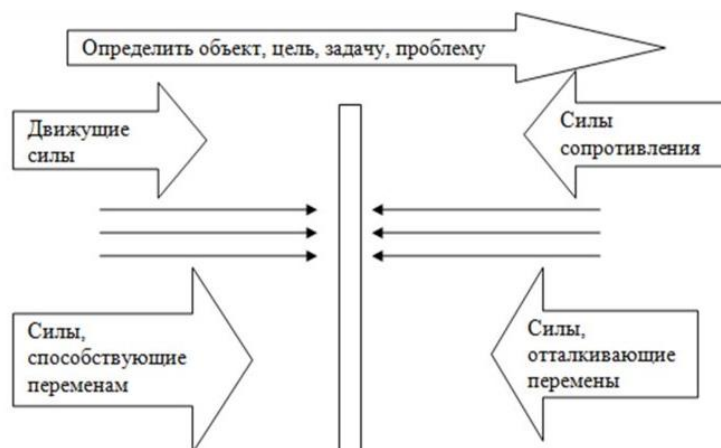 Определить объект, цель, задачу, проблему
Движущие
силы
Силы
сопротивления
Силы,
способствующие
переменам
Силы,
отталкивающие
перемены